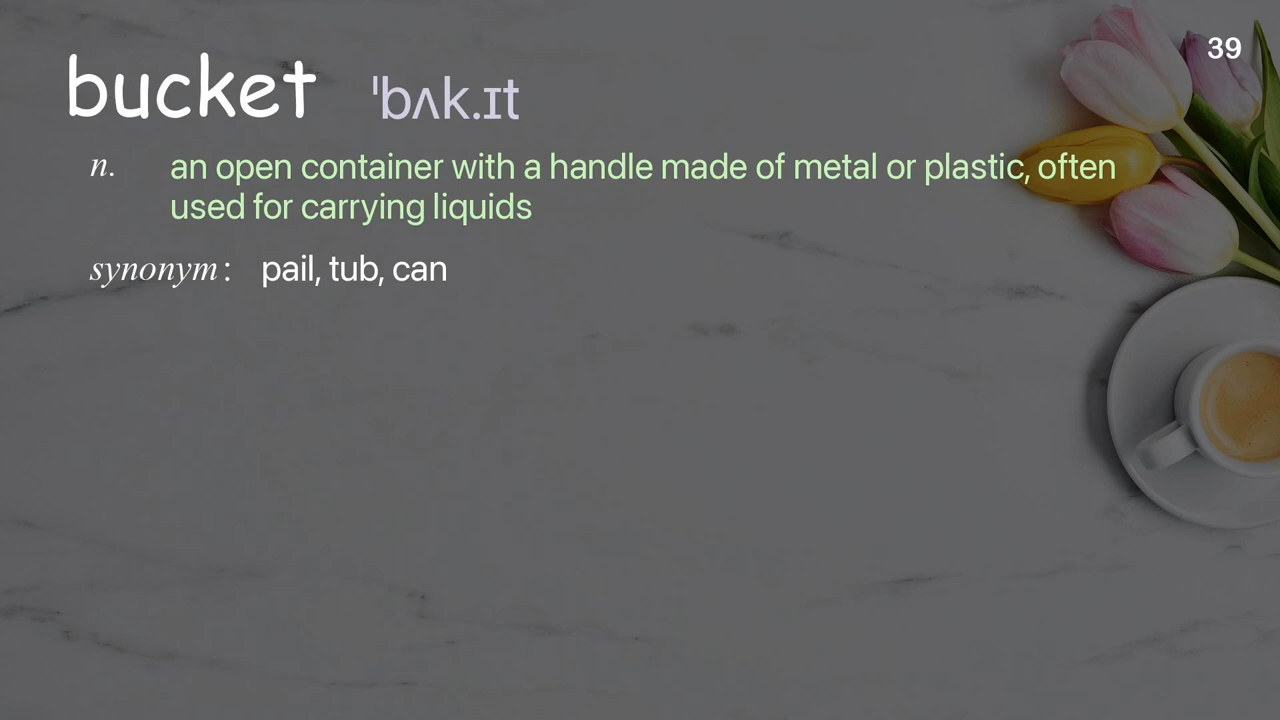 39
bucket ˈbʌk.ɪt
n. an open container with a handle made of metal or plastic, often
used for carrying liquids
synonym: pail, tub, can